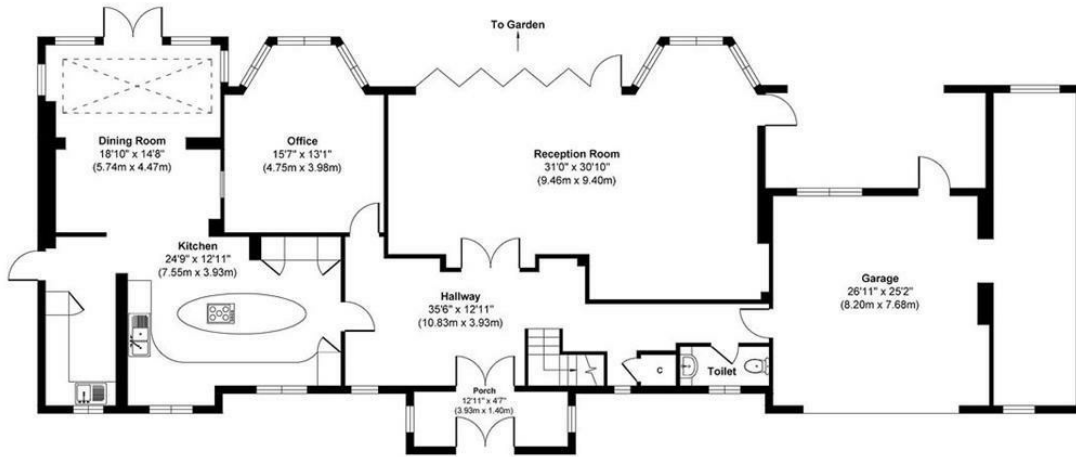 To Garden
Dining Room
18'10" x 14'8"
(5.74m x 4.47m)
Office
15'7" x 13'1"
(4.75m x 3.98m)
Reception Room
31'0" x 30'10"
(9.46m x 9.40m)
Kitchen
24'9" x 12'11"
(7.55m x 3.93m)
Hallway
35'6" x 12'11"
(10.83m x 3.93m)
Garage
26'11" x 25'2"
(8.20m x 7.68m)
C
Toilet
Porch
12'11" x 4'7"
(3.93m x 1.40m)